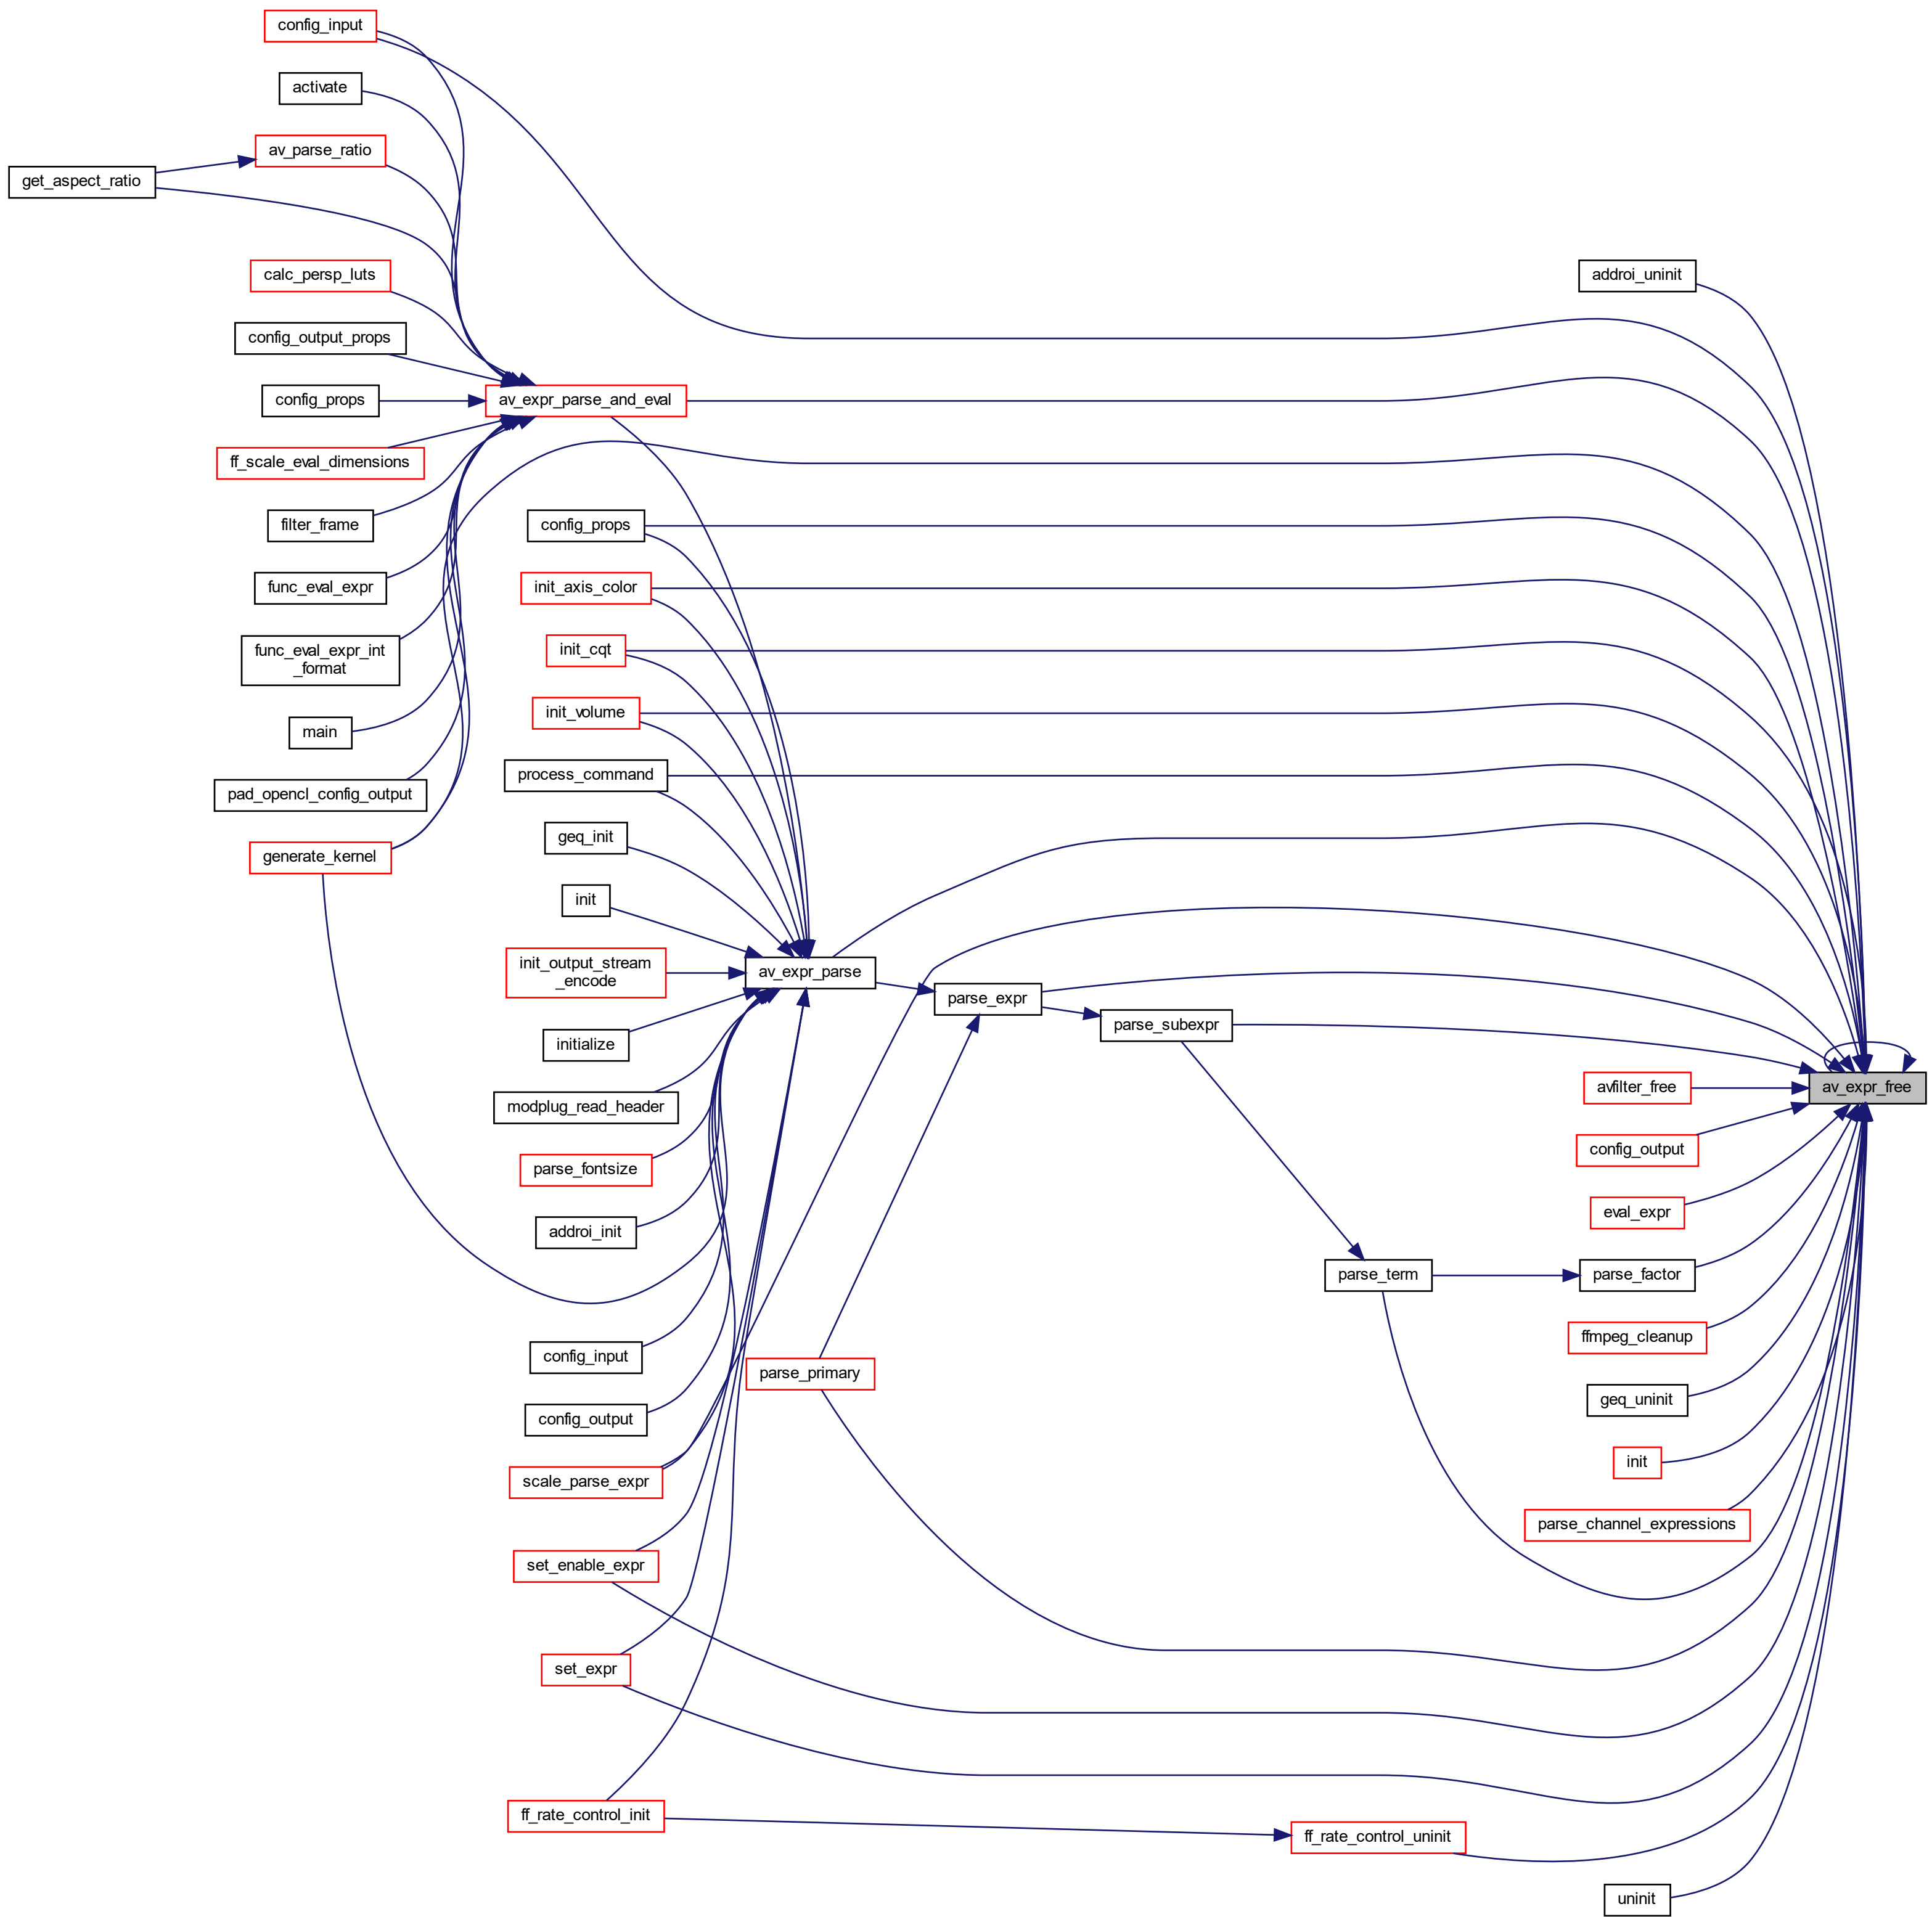 config_input
activate
av_parse_ratio
get_aspect_ratio
calc_persp_luts
config_output_props
config_props
ff_scale_eval_dimensions
filter_frame
func_eval_expr
func_eval_expr_int
_format
main
pad_opencl_config_output
generate_kernel
av_expr_parse_and_eval
config_props
init_axis_color
init_cqt
init_volume
process_command
geq_init
init
init_output_stream
_encode
initialize
modplug_read_header
parse_fontsize
addroi_init
config_input
config_output
scale_parse_expr
set_enable_expr
set_expr
ff_rate_control_init
av_expr_parse
parse_primary
parse_expr
parse_subexpr
parse_term
ff_rate_control_uninit
addroi_uninit
avfilter_free
config_output
eval_expr
parse_factor
ffmpeg_cleanup
geq_uninit
init
parse_channel_expressions
uninit
av_expr_free